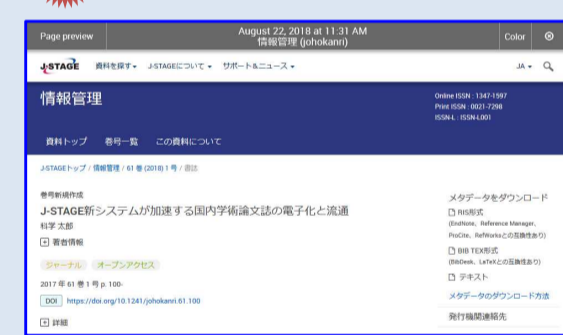 Page preview
August 22, 2018 at 11:31 AM
情報管理 (johokanri)
Color
J-STAGE 資料を探す J-STAGEについて サポート&ニュース JA
情報管理
Online ISSN : 1347-1597
Print ISSN : 0021-7298
ISSN-L : ISSN-L001
資料トップ 巻号一覧 この資料について
J-STAGEトップ / 情報管理 / 61 巻 (2018) 1 号 / 書誌
巻号新規作成
J-STAGE新システムが加速する国内学術論文誌の電子化と流通
科学 太郎
著者情報
ジャーナル オープンアクセス
2017 年 61 巻 1 号 p. 100-
DOI https://doi.org/10.1241/johokanri.61.100
詳細
メタデータをダウンロード
RIS形式
(EndNote、Reference Manager、
ProCite、RefWorksとの互換性あり)
BIB TEX形式
(BibDesk、LaTeXとの互換性あり)
テキスト
メタデータのダウンロード方法
発行機関連絡先